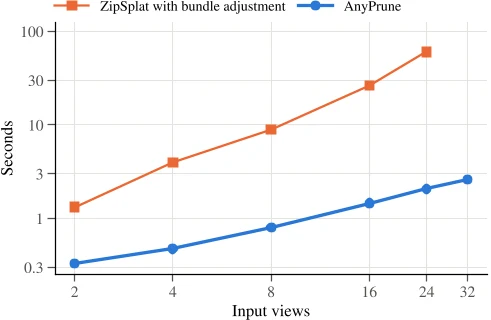 ZipSplat with bundle adjustment AnyPrune
100
30
10
3
1
0.3
Seconds
2 4 8 16 24 32
Input views